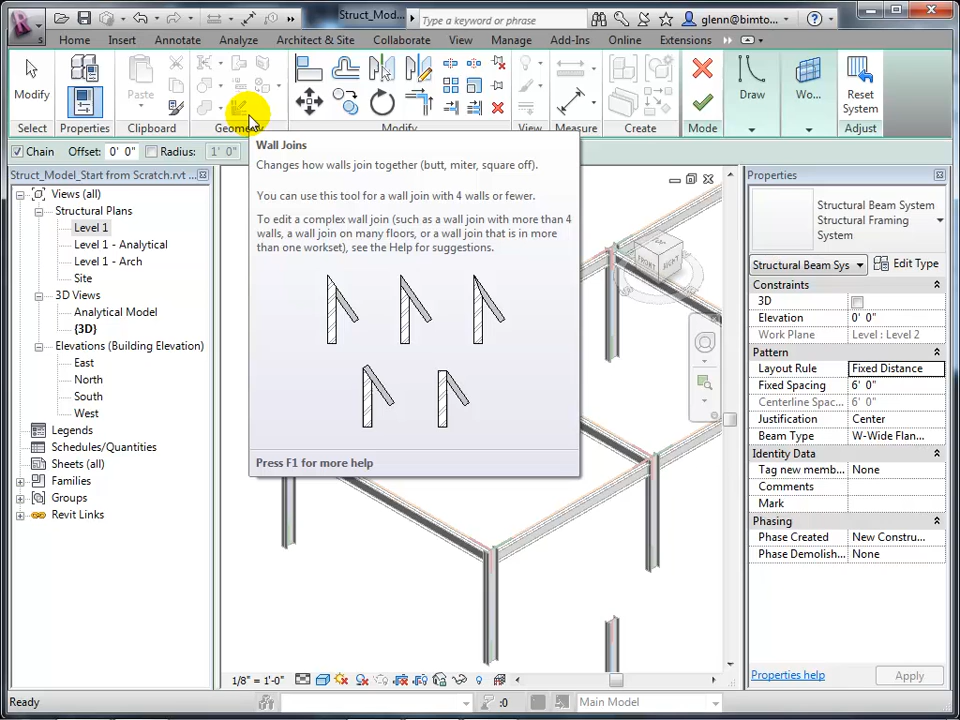 Struct_Mod...
Type a keyword or phrase
glenn@bimto...
Home Insert Annotate Analyze Architect & Site Collaborate View Manage Add-Ins Online Extensions
Modify
Paste
Draw
Wo...
Reset
System
Select Properties Clipboard Geometry Modify View Measure Create Mode Adjust
Chain Offset: 0' 0" Radius: 1' 0"
Wall Joins
Changes how walls join together (butt, miter, square off).
You can use this tool for a wall join with 4 walls or fewer.
To edit a complex wall join (such as a wall join with more than 4
walls, a wall join on many floors, or a wall join that is in more
than one workset), see the Help for suggestions.
Press F1 for more help
Struct_Model_Start from Scratch.rvt ...
Views (all)
Structural Plans
Level 1
Level 1 - Analytical
Level 1 - Arch
Site
3D Views
Analytical Model
{3D}
Elevations (Building Elevation)
East
North
South
West
Legends
Schedules/Quantities
Sheets (all)
Families
Groups
Revit Links
FRONT RIGHT
1/8" = 1'-0"
Properties
Structural Beam System
Structural Framing
System
Structural Beam Sys Edit Type
Constraints
3D
Elevation 0' 0"
Work Plane Level : Level 2
Pattern
Layout Rule Fixed Distance
Fixed Spacing 6' 0"
Centerline Spac... 6' 0"
Justification Center
Beam Type W-Wide Flan...
Identity Data
Tag new memb... None
Comments
Mark
Phasing
Phase Created New Constru...
Phase Demolish... None
Properties help Apply
Ready :0 Main Model